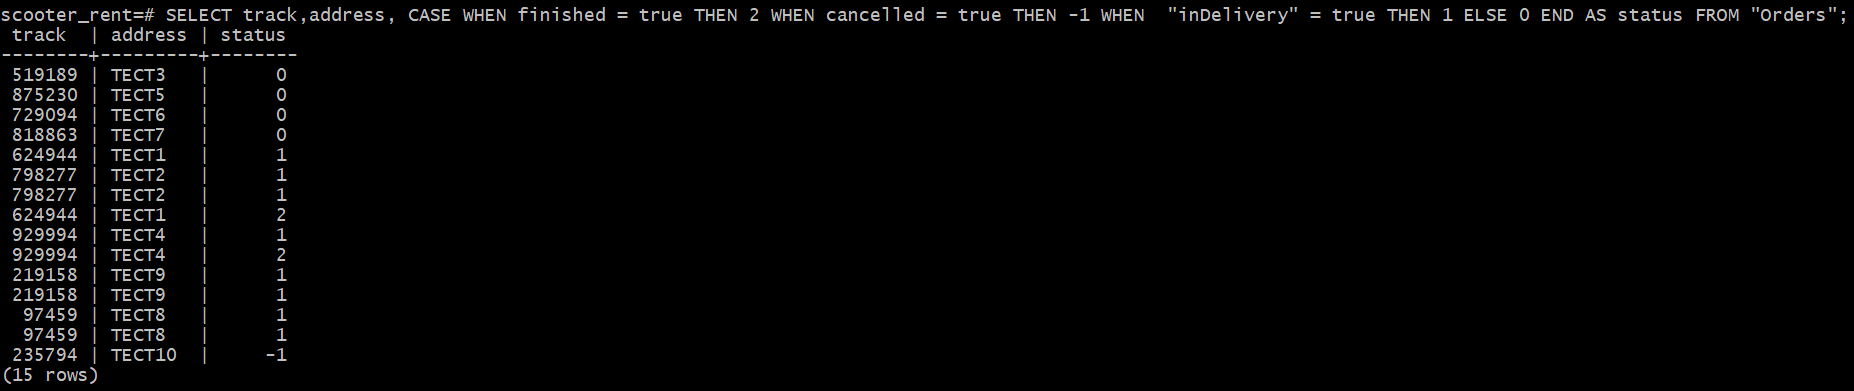 scooter_rent=# SELECT track,address, CASE WHEN finished = true THEN 2 WHEN cancelled = true THEN -1 WHEN  "inDelivery" = true THEN 1 ELSE 0 END AS status FROM "Orders";
 track  | address | status
--------+---------+--------
 519189 | ТЕСТ3   |      0
 875230 | ТЕСТ5   |      0
 729094 | ТЕСТ6   |      0
 818863 | ТЕСТ7   |      0
 624944 | ТЕСТ1   |      1
 798277 | ТЕСТ2   |      1
 798277 | ТЕСТ2   |      1
 624944 | ТЕСТ1   |      2
 929994 | ТЕСТ4   |      1
 929994 | ТЕСТ4   |      2
 219158 | ТЕСТ9   |      1
 219158 | ТЕСТ9   |      1
  97459 | ТЕСТ8   |      1
  97459 | ТЕСТ8   |      1
 235794 | ТЕСТ10  |     -1
(15 rows)